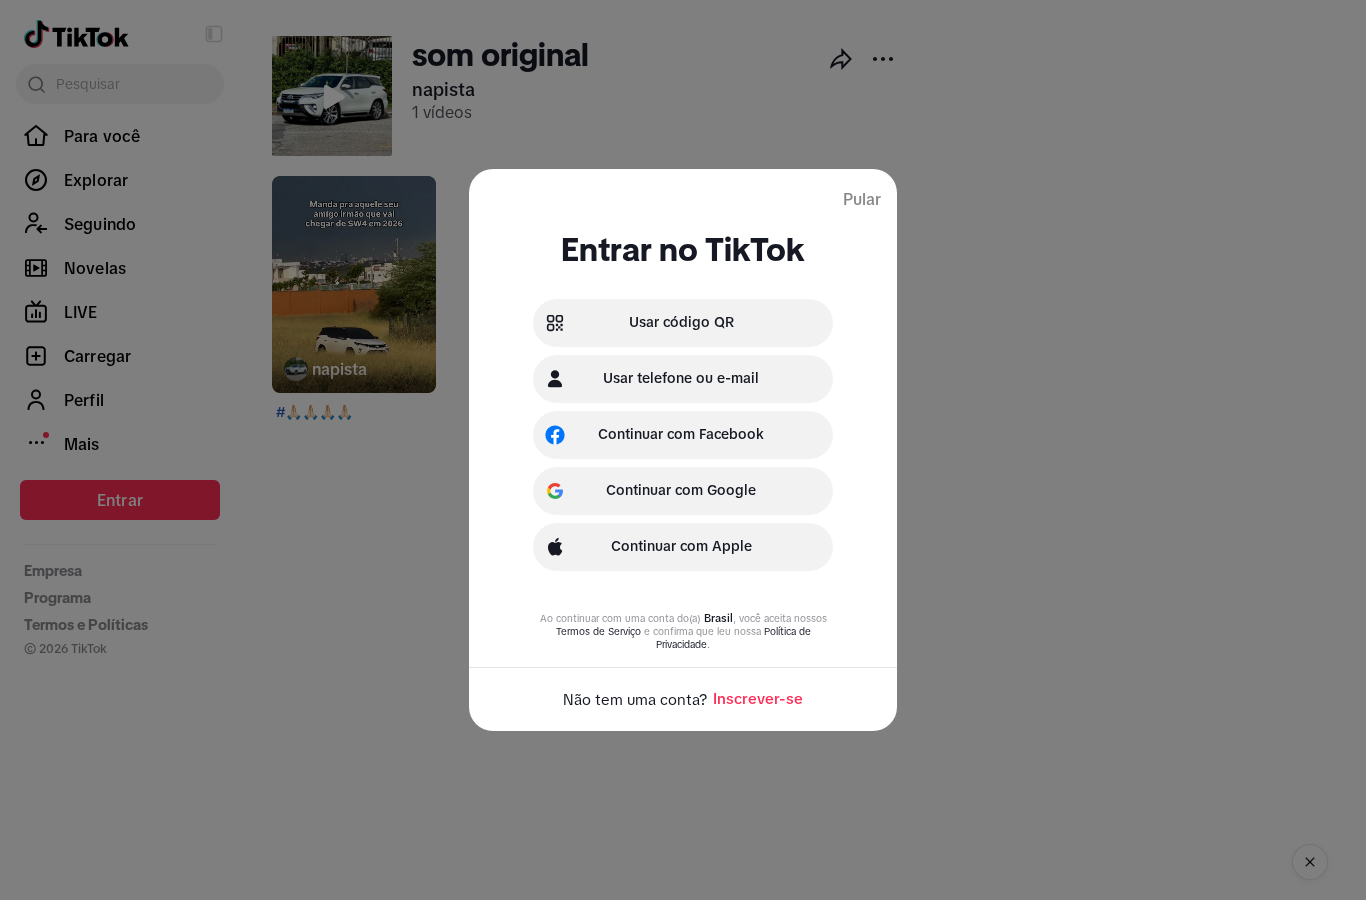 TikTok
Pesquisar
Para você
Explorar
Seguindo
Novelas
LIVE
Carregar
Perfil
Mais
Entrar
Empresa
Programa
Termos e Políticas
© 2026 TikTok
som original
napista
1 vídeos
Manda pra aquele seu
amigo irmão que vai
chegar de SW4 em 2026
napista
#🙏🏼🙏🏼🙏🏼🙏🏼
Pular
Entrar no TikTok
Usar código QR
Usar telefone ou e-mail
Continuar com Facebook
Continuar com Google
Continuar com Apple
Ao continuar com uma conta do(a) Brasil, você aceita nossos
Termos de Serviço e confirma que leu nossa Política de
Privacidade.
Não tem uma conta? Inscrever-se